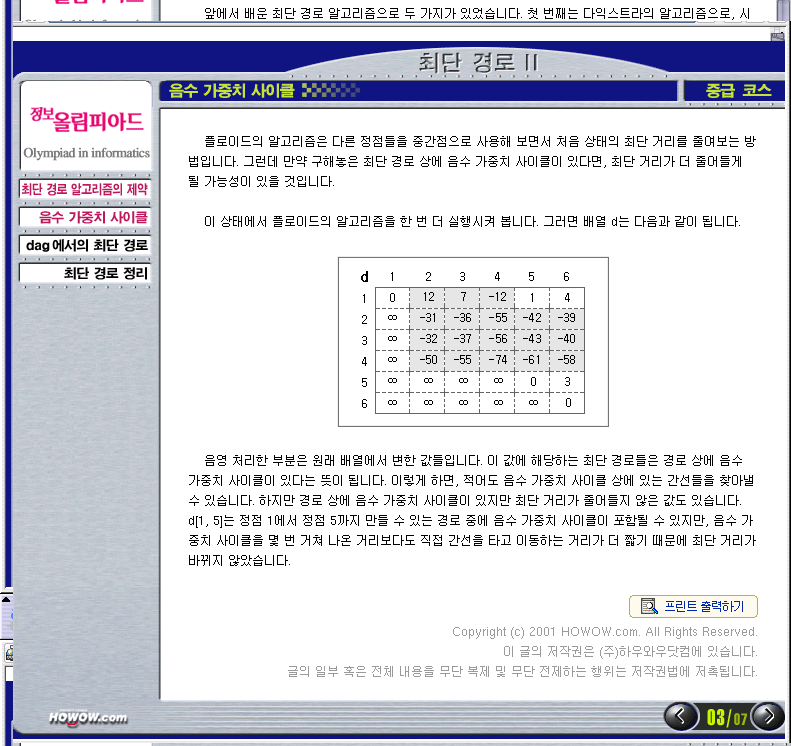 앞에서 배운 최단 경로 알고리즘으로 두 가지가 있었습니다. 첫 번째는 다익스트라의 알고리즘으로, 시
최단 경로 II
음수 가중치 사이클
중급 코스
정보올림피아드
Olympiad in informatics
최단 경로 알고리즘의 제약
음수 가중치 사이클
dag에서의 최단 경로
최단 경로 정리
플로이드의 알고리즘은 다른 정점들을 중간점으로 사용해 보면서 처음 상태의 최단 거리를 줄여보는 방
법입니다. 그런데 만약 구해놓은 최단 경로 상에 음수 가중치 사이클이 있다면, 최단 거리가 더 줄어들게
될 가능성이 있을 것입니다.
이 상태에서 플로이드의 알고리즘을 한 번 더 실행시켜 봅니다. 그러면 배열 d는 다음과 같이 됩니다.
d 1 2 3 4 5 6
1 0 12 7 -12 1 4
2 ∞ -31 -36 -55 -42 -39
3 ∞ -32 -37 -56 -43 -40
4 ∞ -50 -55 -74 -61 -58
5 ∞ ∞ ∞ ∞ 0 3
6 ∞ ∞ ∞ ∞ ∞ 0
음영 처리한 부분은 원래 배열에서 변한 값들입니다. 이 값에 해당하는 최단 경로들은 경로 상에 음수
가중치 사이클이 있다는 뜻이 됩니다. 이렇게 하면, 적어도 음수 가중치 사이클 상에 있는 간선들을 찾아낼
수 있습니다. 하지만 경로 상에 음수 가중치 사이클이 있지만 최단 거리가 줄어들지 않은 값도 있습니다.
d[1, 5]는 정점 1에서 정점 5까지 만들 수 있는 경로 중에 음수 가중치 사이클이 포함될 수 있지만, 음수 가
중치 사이클을 몇 번 거쳐 나온 거리보다도 직접 간선을 타고 이동하는 거리가 더 짧기 때문에 최단 거리가
바뀌지 않았습니다.
프린트 출력하기
Copyright (c) 2001 HOWOW.com. All Rights Reserved.
이 글의 저작권은 (주)하우와우닷컴에 있습니다.
글의 일부 혹은 전체 내용을 무단 복제 및 무단 전제하는 행위는 저작권법에 저촉됩니다.
HOWOW.com
03/07